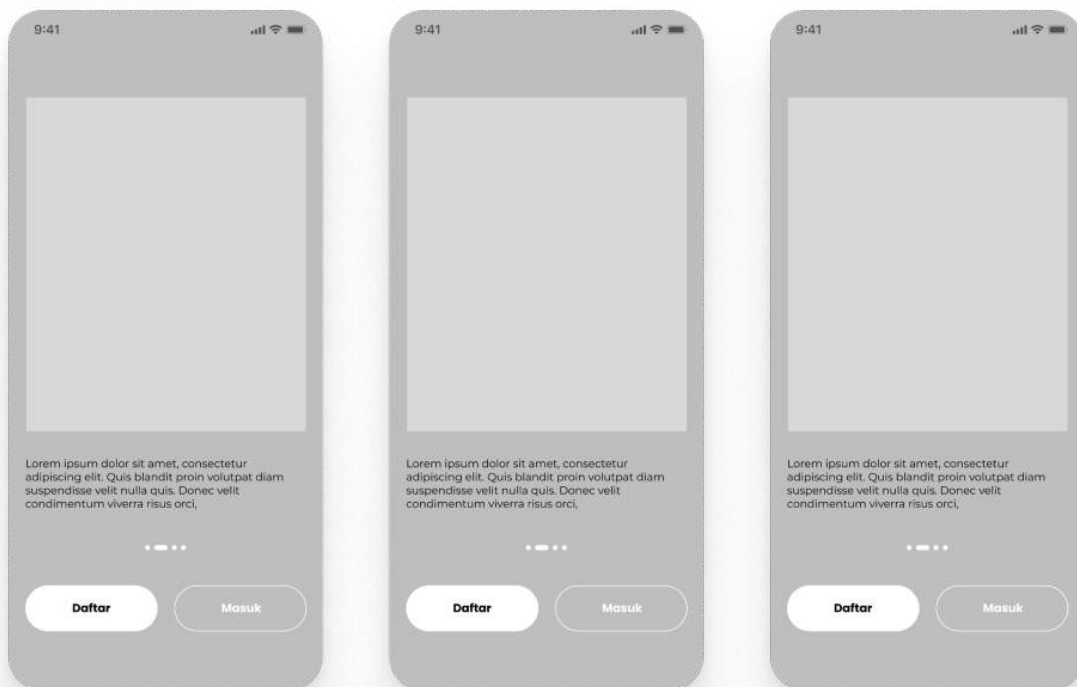 9:41
Lorem ipsum dolor sit amet, consectetur
adipiscing elit. Quis blandit proin volutpat diam
suspendisse velit nulla quis. Donec velit
condimentum viverra risus orci,
Daftar
Masuk
9:41
Lorem ipsum dolor sit amet, consectetur
adipiscing elit. Quis blandit proin volutpat diam
suspendisse velit nulla quis. Donec velit
condimentum viverra risus orci,
Daftar
Masuk
9:41
Lorem ipsum dolor sit amet, consectetur
adipiscing elit. Quis blandit proin volutpat diam
suspendisse velit nulla quis. Donec velit
condimentum viverra risus orci,
Daftar
Masuk